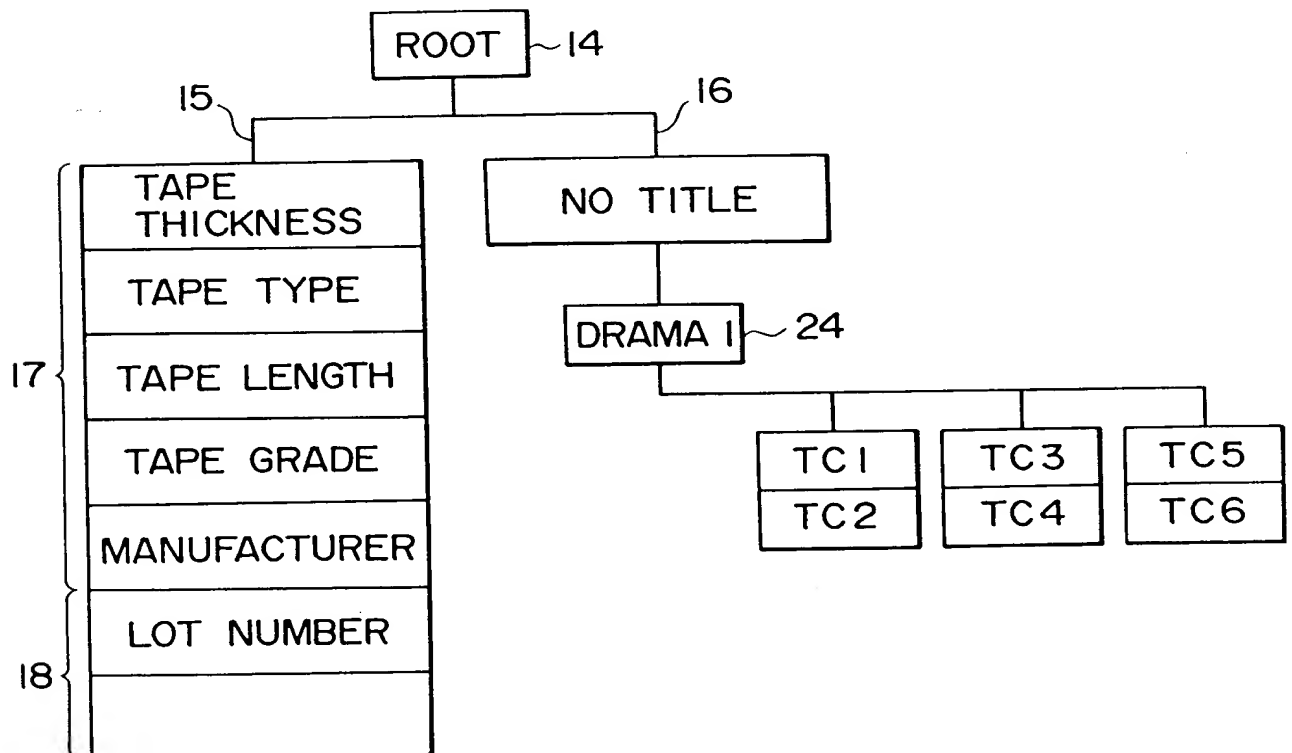 ROOT
14
15
16
TAPE
THICKNESS
NO TITLE
TAPE TYPE
DRAMA 1
24
17
TAPE LENGTH
TAPE GRADE
TC1
TC3
TC5
TC2
TC4
TC6
MANUFACTURER
LOT NUMBER
18